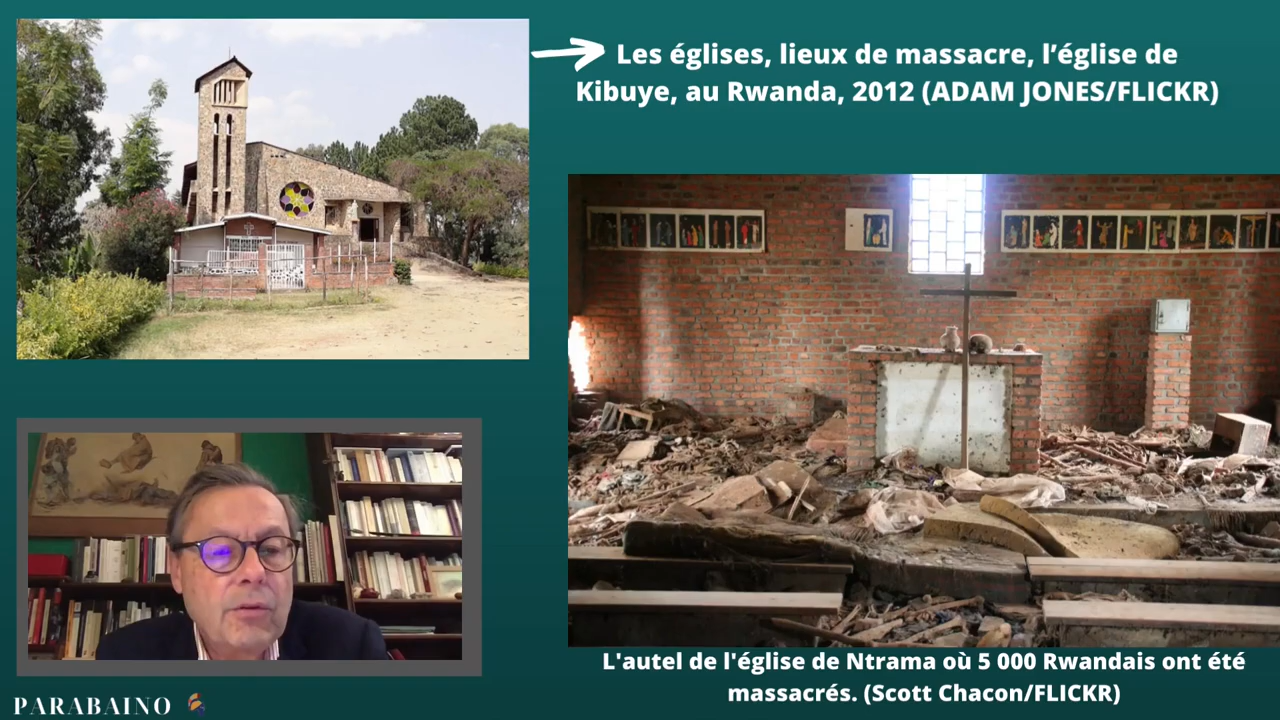 Les églises, lieux de massacre, l’église de
Kibuye, au Rwanda, 2012 (ADAM JONES/FLICKR)
L'autel de l'église de Ntrama où 5 000 Rwandais ont été
massacrés. (Scott Chacon/FLICKR)
PARABAINO